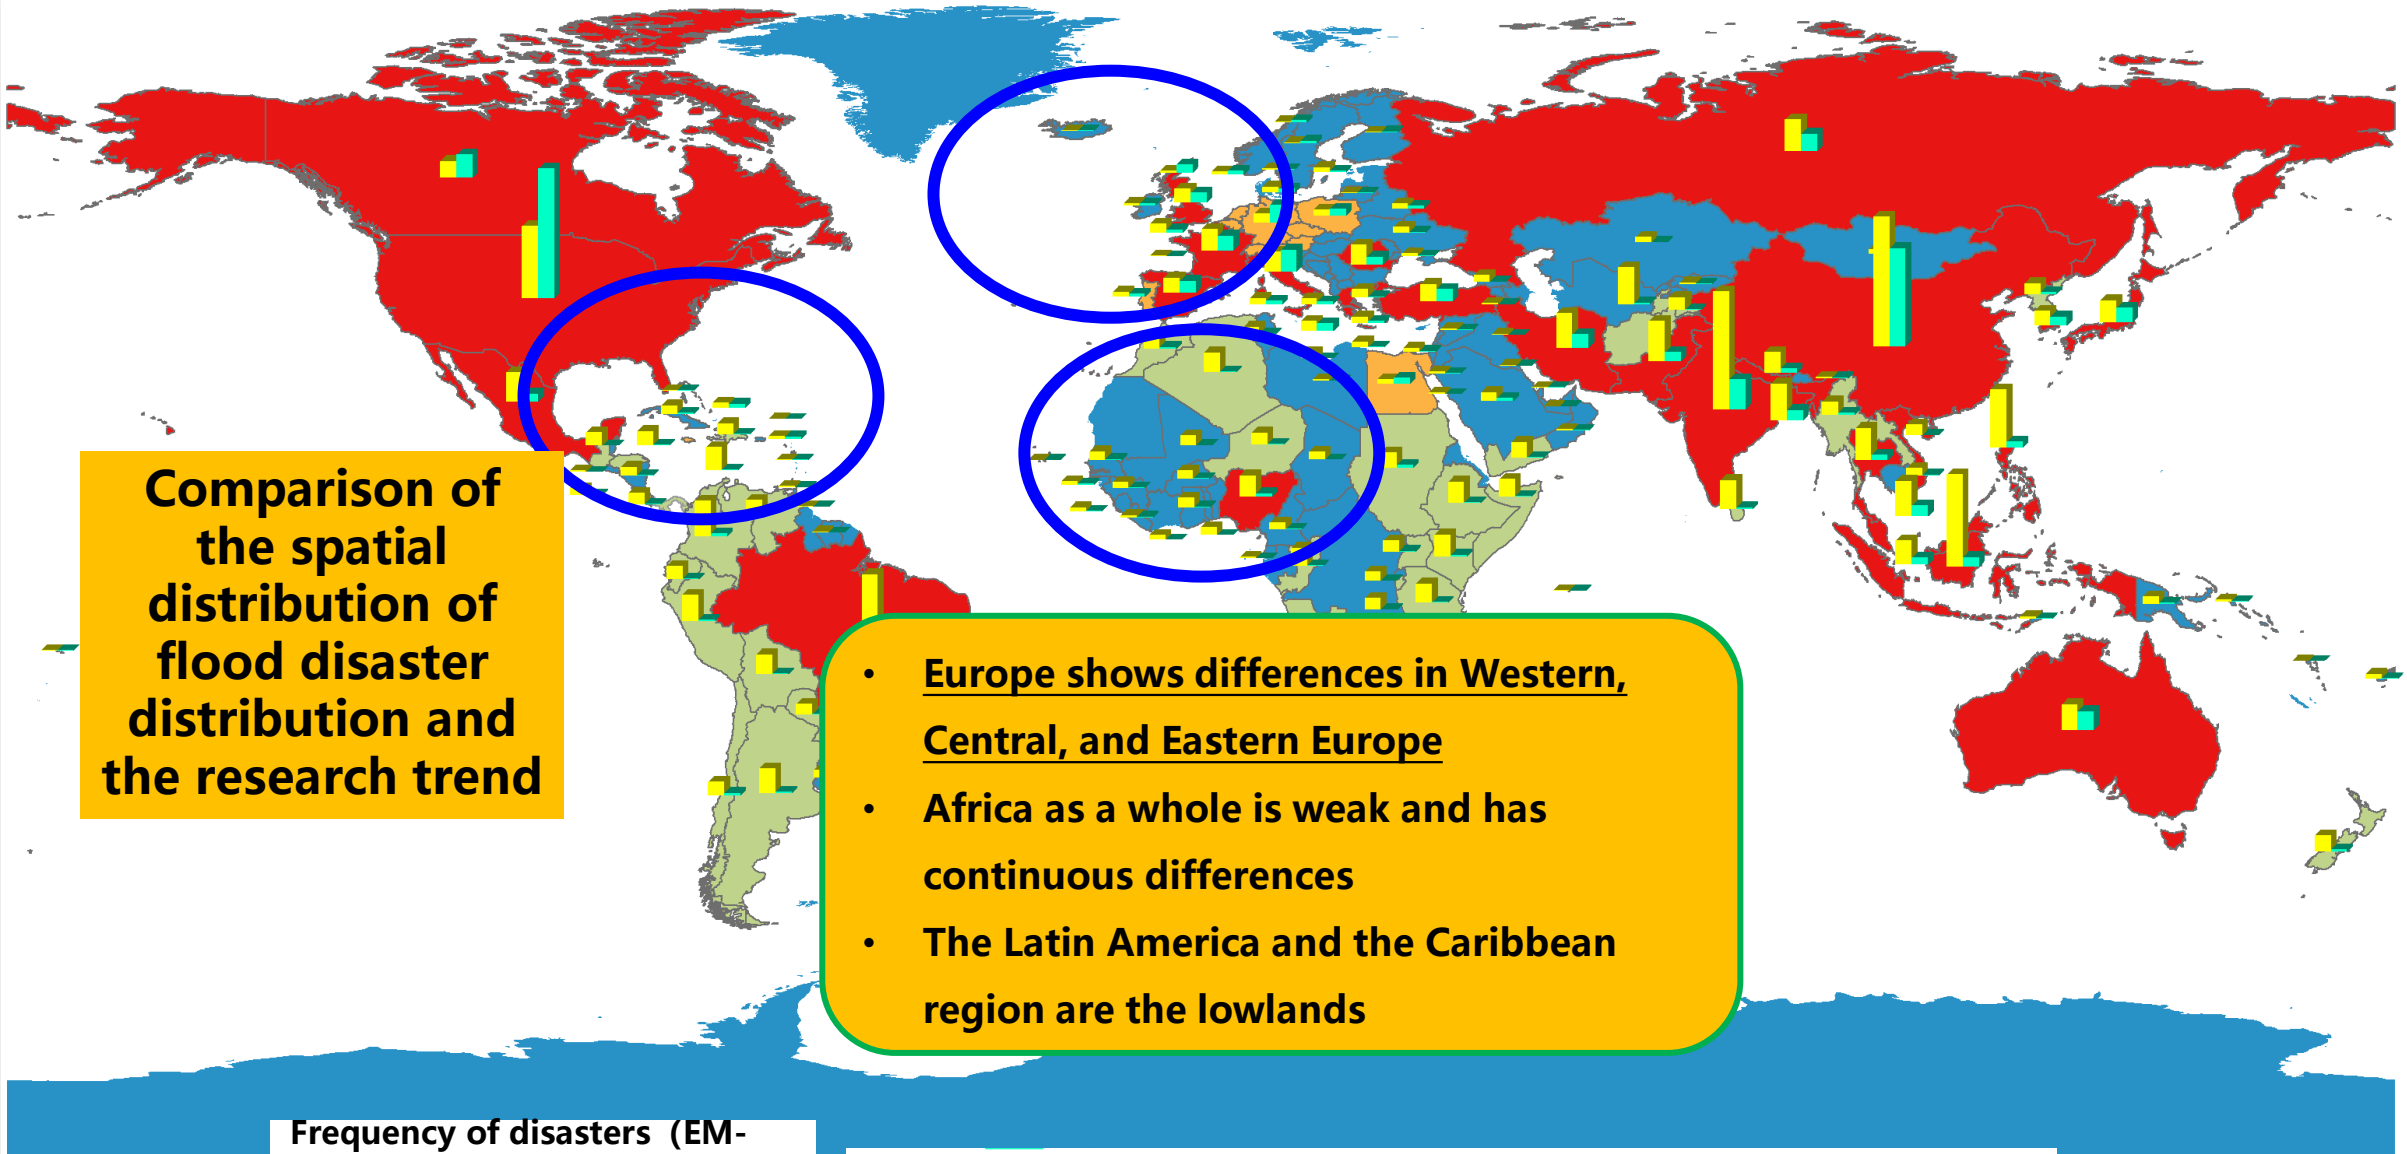 Comparison of
the spatial
distribution of
flood disaster
distribution and
the research trend
• Europe shows differences in Western,
Central, and Eastern Europe
• Africa as a whole is weak and has
continuous differences
• The Latin America and the Caribbean
region are the lowlands
Frequency of disasters (EM-